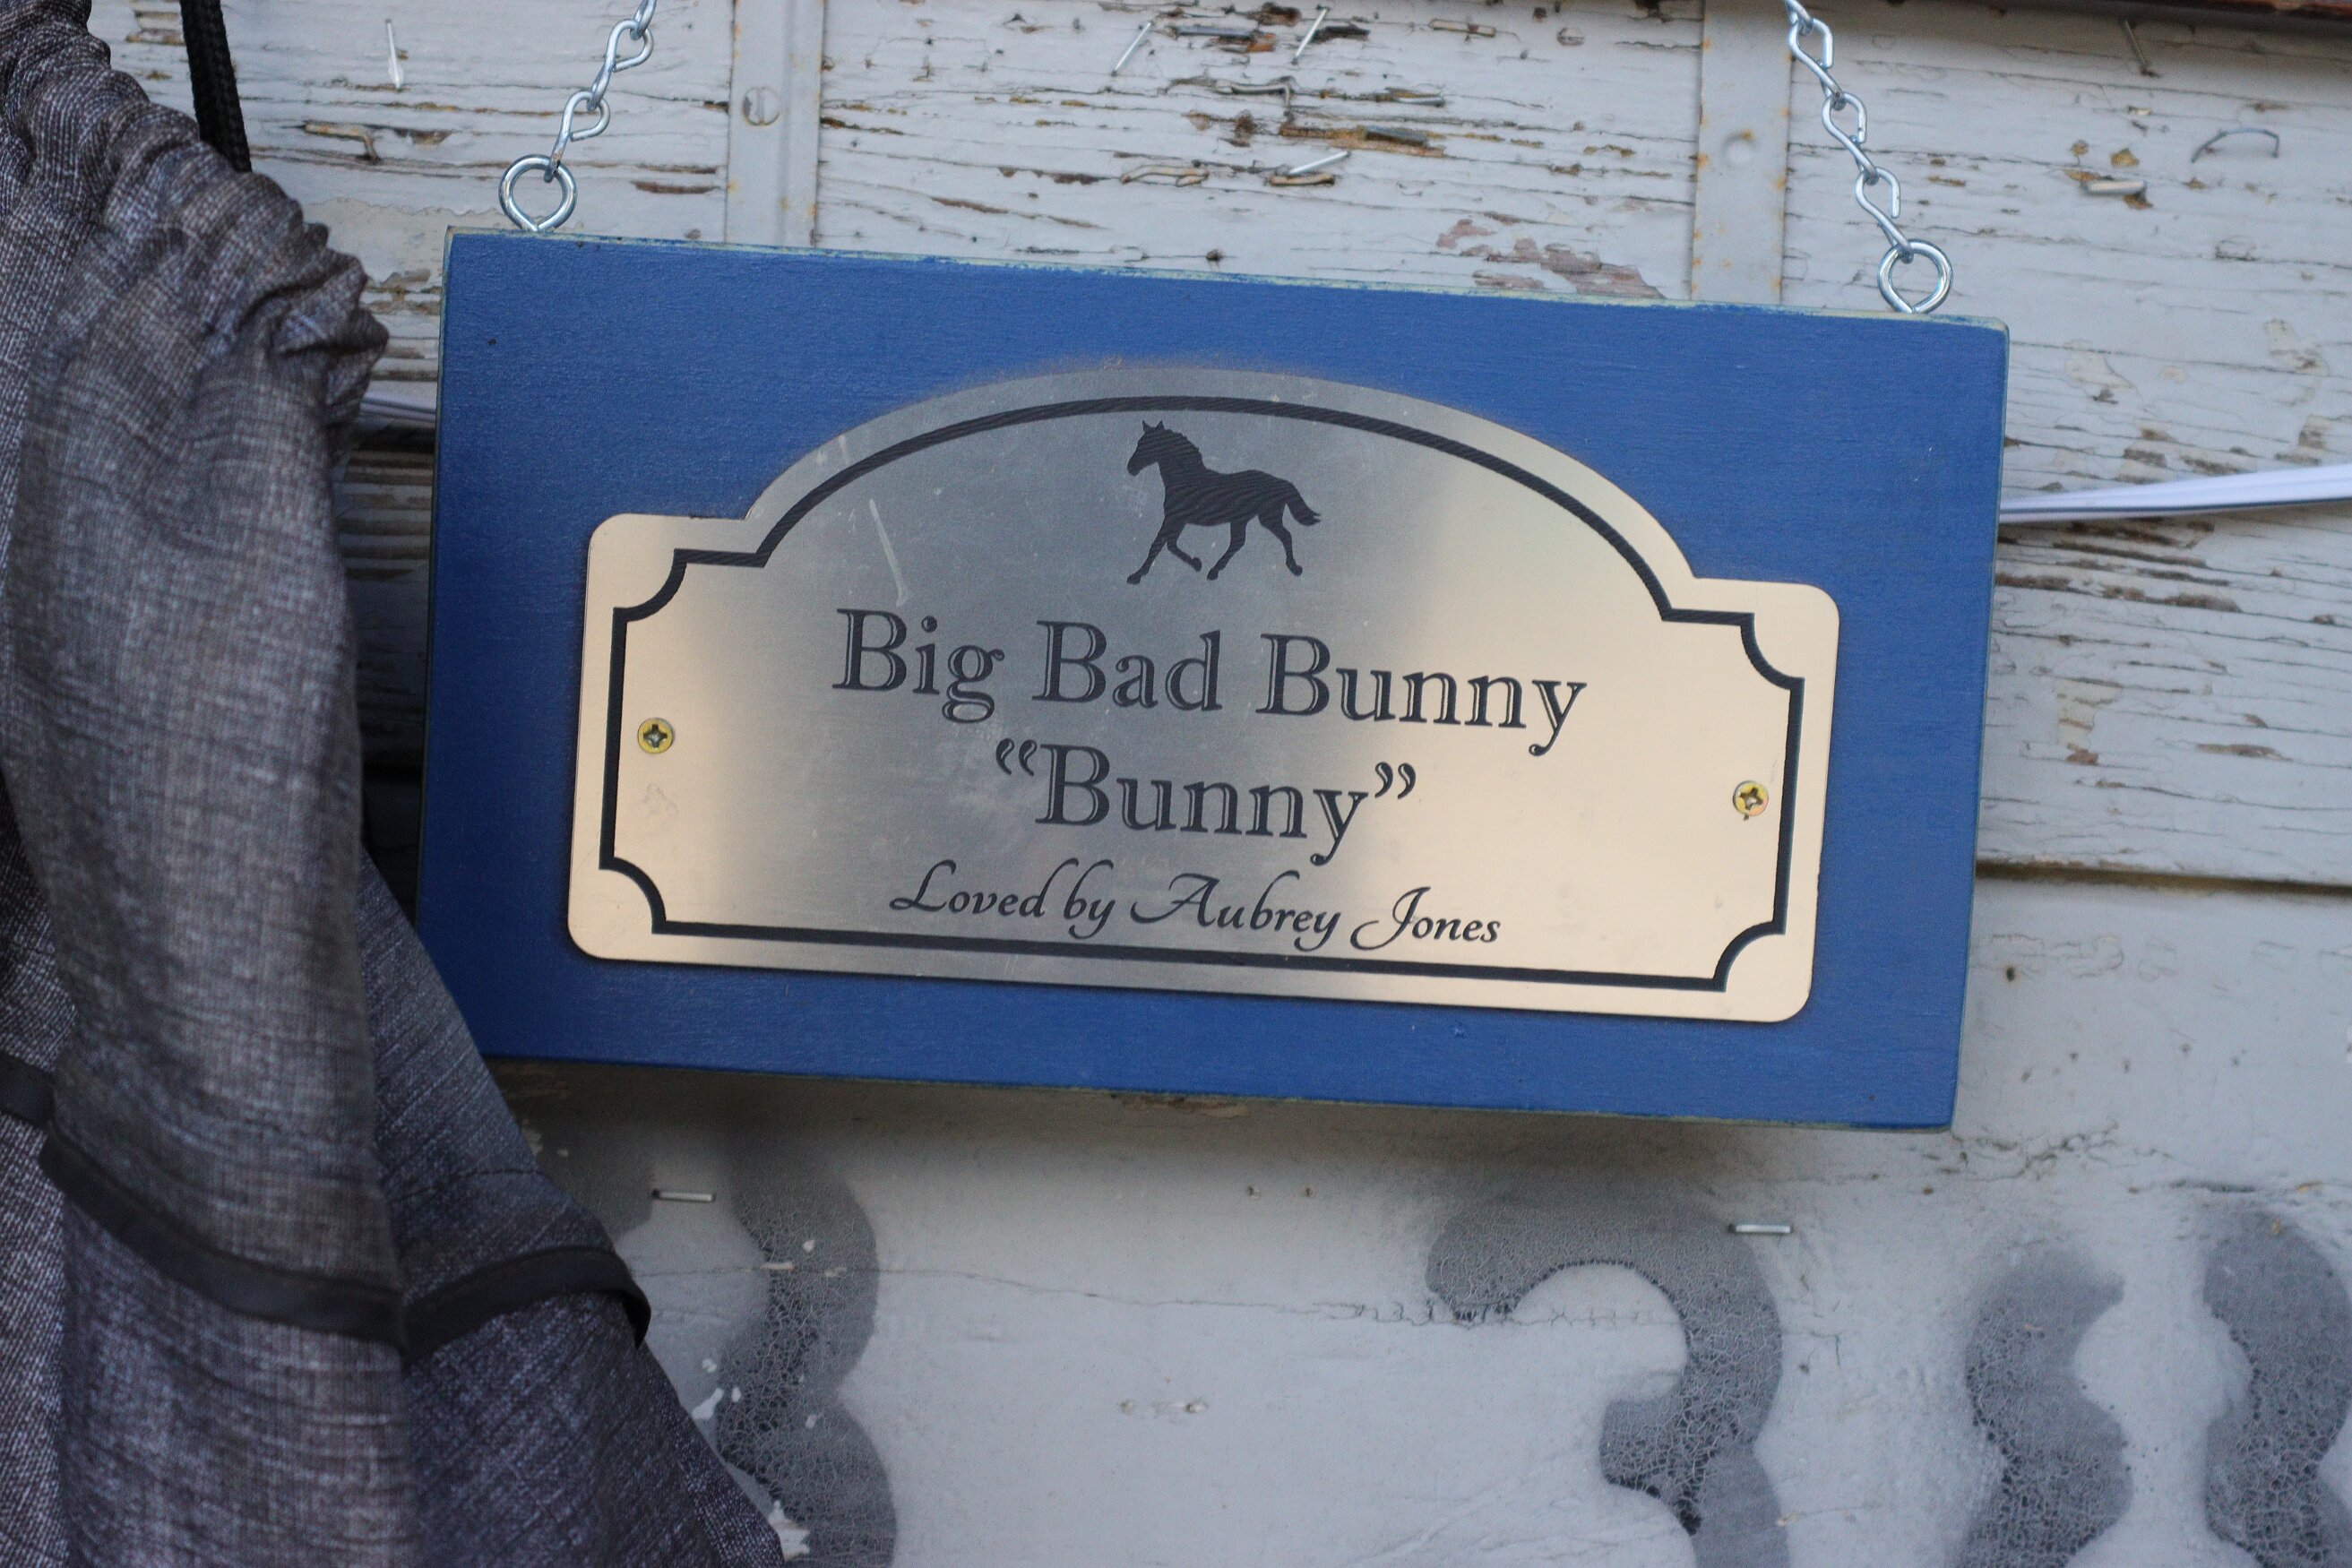 Big Bad Bunny
“Bunny”
Loved by Aubrey Jones